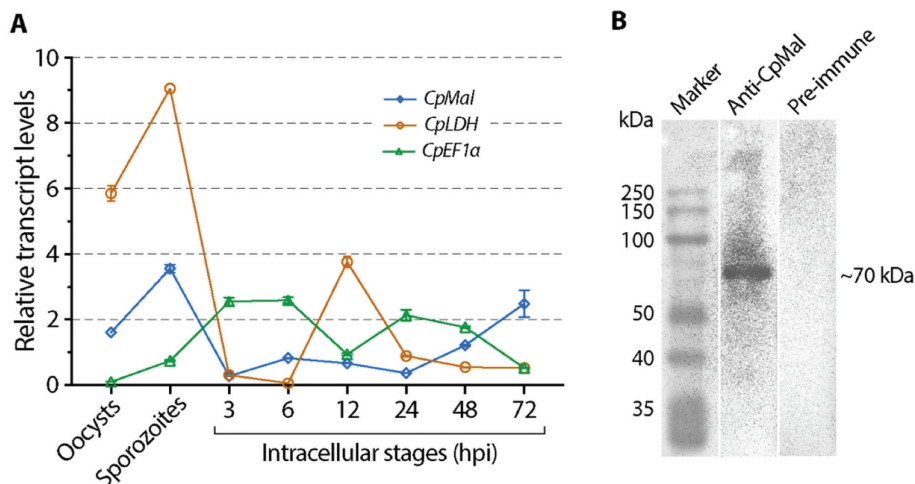 A
Relative transcript levels
10
8
6
4
2
0
CpMal
CpLDH
CpEF1α
Oocysts
Sporozoites
3 6 12 24 48 72
Intracellular stages (hpi)
B
kDa
Marker
Anti-CpMal
Pre-immune
250
150
100
50
40
35
~70 kDa